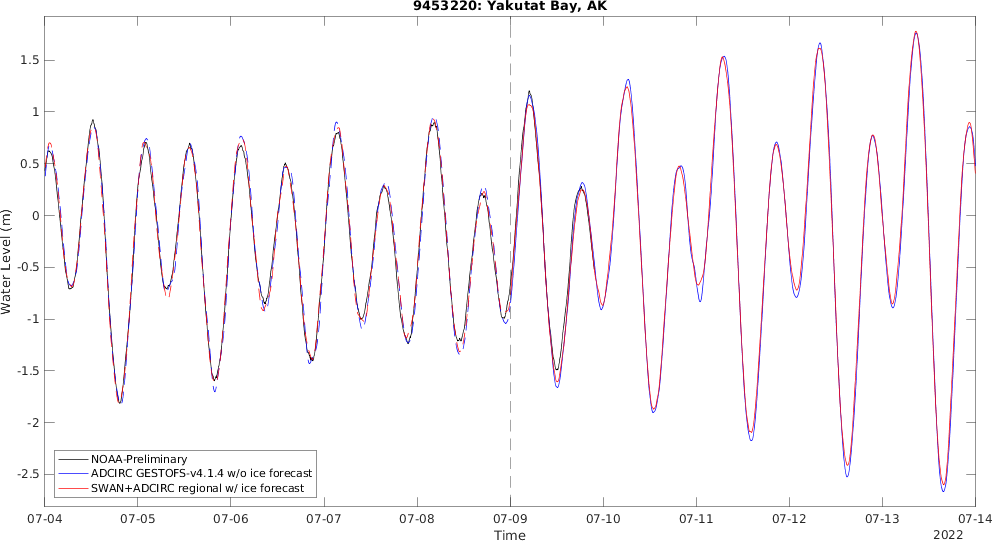 9453220: Yakutat Bay, AK
Water Level (m)
1.5
1
0.5
0
-0.5
-1
-1.5
-2
-2.5
NOAA-Preliminary
ADCIRC GESTOFS-v4.1.4 w/o ice forecast
SWAN+ADCIRC regional w/ ice forecast
07-04 07-05 07-06 07-07 07-08 07-09 07-10 07-11 07-12 07-13 07-14
Time
2022